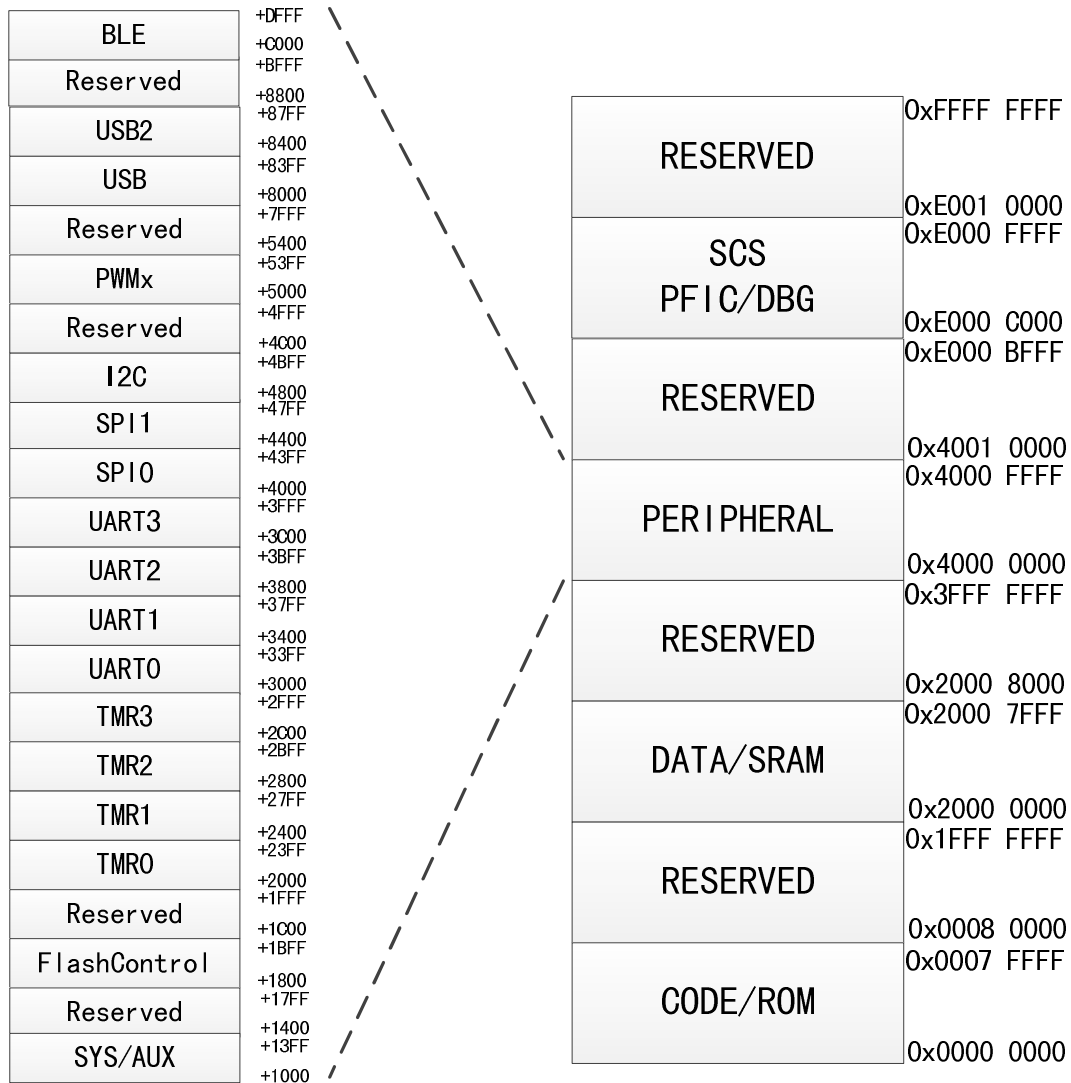 BLE
+DFFF
+C000
Reserved
+BFFF
+8800
USB2
+87FF
+8400
USB
+83FF
+8000
Reserved
+7FFF
+5400
PWMx
+53FF
+5000
Reserved
+4FFF
+4C00
I2C
+4BFF
+4800
SPI1
+47FF
+4400
SPI0
+43FF
+4000
UART3
+3FFF
+3C00
UART2
+3BFF
+3800
UART1
+37FF
+3400
UART0
+33FF
+3000
TMR3
+2FFF
+2C00
TMR2
+2BFF
+2800
TMR1
+27FF
+2400
TMR0
+23FF
+2000
Reserved
+1FFF
+1C00
FlashControl
+1BFF
+1800
Reserved
+17FF
+1400
SYS/AUX
+13FF
+1000
RESERVED
0xFFFF FFFF
0xE001 0000
SCS
PFIC/DBG
0xE000 FFFF
0xE000 C000
RESERVED
0xE000 BFFF
0x4001 0000
PERIPHERAL
0x4000 FFFF
0x4000 0000
RESERVED
0x3FFF FFFF
0x2000 8000
DATA/SRAM
0x2000 7FFF
0x2000 0000
RESERVED
0x1FFF FFFF
0x0008 0000
CODE/ROM
0x0007 FFFF
0x0000 0000